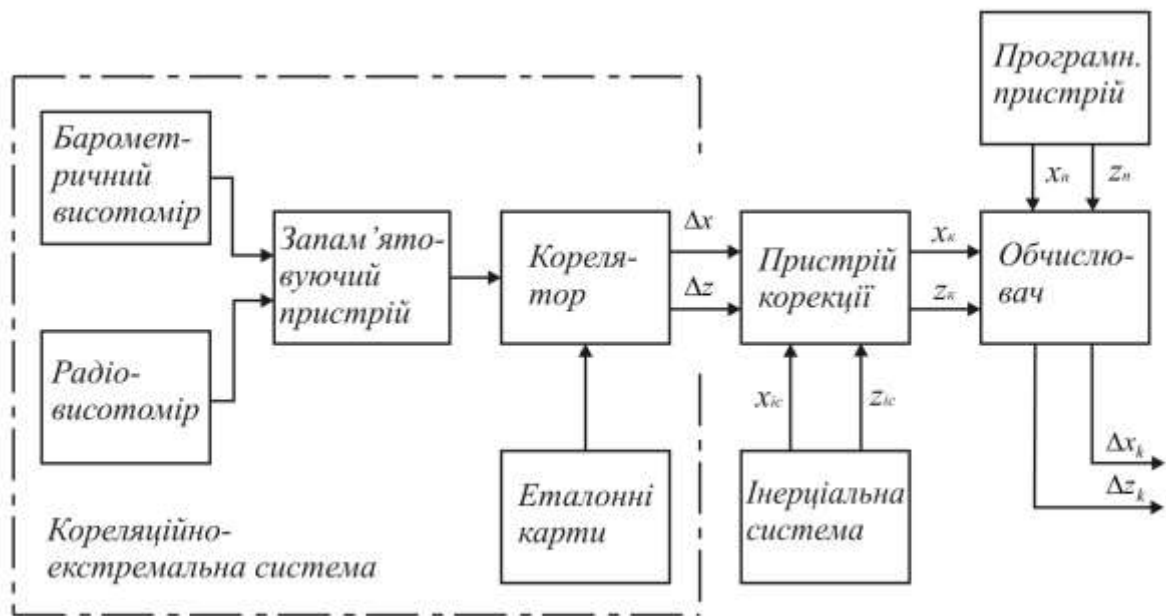 Програмн.
пристрій
xп
zп
Баромет-
ричний
висотомір
Запам’ято-
вуючий
пристрій
Кореля-
тор
Δx
Δz
Пристрій
корекції
xк
zк
Обчислю-
вач
Радіо-
висотомір
xіс
zіс
Δxk
Δzk
Еталонні
карти
Інерціальна
система
Кореляційно-
екстремальна система